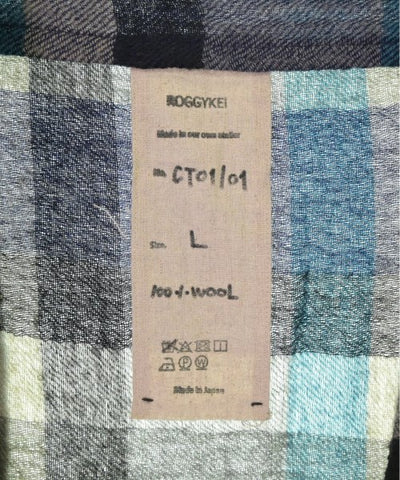 ROGGYKEI
Made in our own atelier
No. CT01/01
Size. L
100%WOOL
P W
Made in Japan